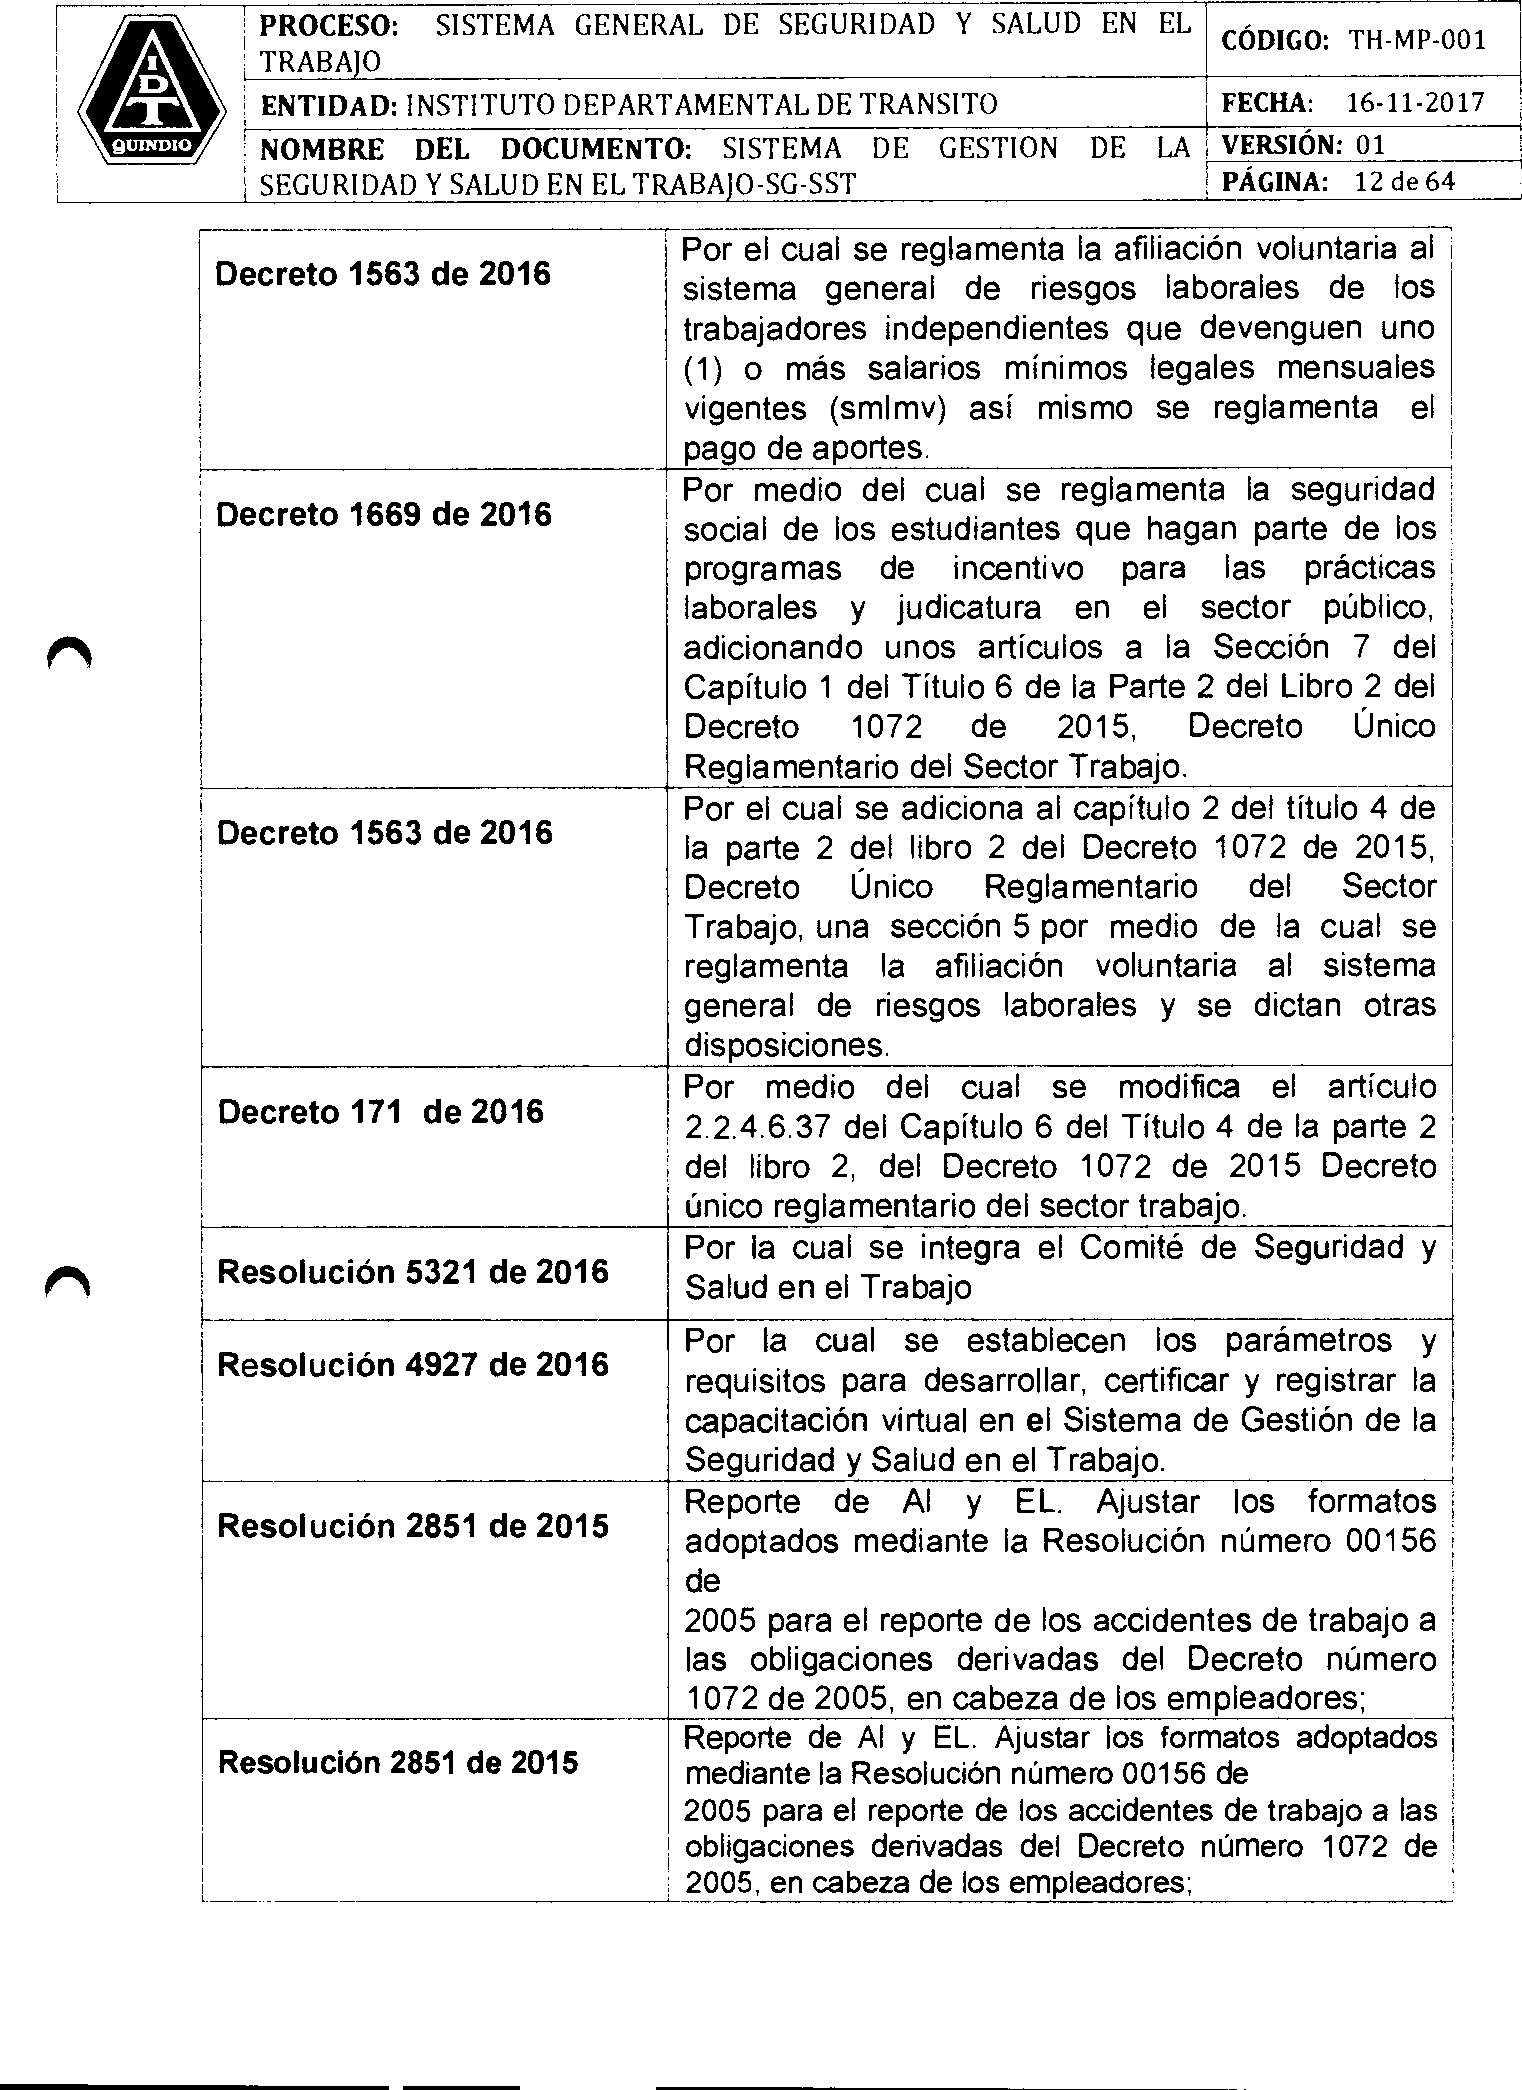 IDT
QUINDIO
PROCESO: SISTEMA GENERAL DE SEGURIDAD Y SALUD EN EL
TRABAJO
CÓDIGO: TH-MP-001
ENTIDAD: INSTITUTO DEPARTAMENTAL DE TRANSITO
FECHA: 16-11-2017
NOMBRE DEL DOCUMENTO: SISTEMA DE GESTION DE LA
SEGURIDAD Y SALUD EN EL TRABAJO-SG-SST
VERSIÓN: 01
PÁGINA: 12 de 64
Decreto 1563 de 2016
Por el cual se reglamenta la afiliación voluntaria al
sistema general de riesgos laborales de los
trabajadores independientes que devenguen uno
(1) o más salarios mínimos legales mensuales
vigentes (smlmv) así mismo se reglamenta el
pago de aportes.
Decreto 1669 de 2016
Por medio del cual se reglamenta la seguridad
social de los estudiantes que hagan parte de los
programas de incentivo para las prácticas
laborales y judicatura en el sector público,
adicionando unos artículos a la Sección 7 del
Capítulo 1 del Título 6 de la Parte 2 del Libro 2 del
Decreto 1072 de 2015, Decreto Único
Reglamentario del Sector Trabajo.
Decreto 1563 de 2016
Por el cual se adiciona al capítulo 2 del título 4 de
la parte 2 del libro 2 del Decreto 1072 de 2015,
Decreto Único Reglamentario del Sector
Trabajo, una sección 5 por medio de la cual se
reglamenta la afiliación voluntaria al sistema
general de riesgos laborales y se dictan otras
disposiciones.
Decreto 171 de 2016
Por medio del cual se modifica el artículo
2.2.4.6.37 del Capítulo 6 del Título 4 de la parte 2
del libro 2, del Decreto 1072 de 2015 Decreto
único reglamentario del sector trabajo.
Resolución 5321 de 2016
Por la cual se integra el Comité de Seguridad y
Salud en el Trabajo
Resolución 4927 de 2016
Por la cual se establecen los parámetros y
requisitos para desarrollar, certificar y registrar la
capacitación virtual en el Sistema de Gestión de la
Seguridad y Salud en el Trabajo.
Resolución 2851 de 2015
Reporte de AI y EL. Ajustar los formatos
adoptados mediante la Resolución número 00156
de
2005 para el reporte de los accidentes de trabajo a
las obligaciones derivadas del Decreto número
1072 de 2005, en cabeza de los empleadores;
Resolución 2851 de 2015
Reporte de AI y EL. Ajustar los formatos adoptados
mediante la Resolución número 00156 de
2005 para el reporte de los accidentes de trabajo a las
obligaciones derivadas del Decreto número 1072 de
2005, en cabeza de los empleadores;